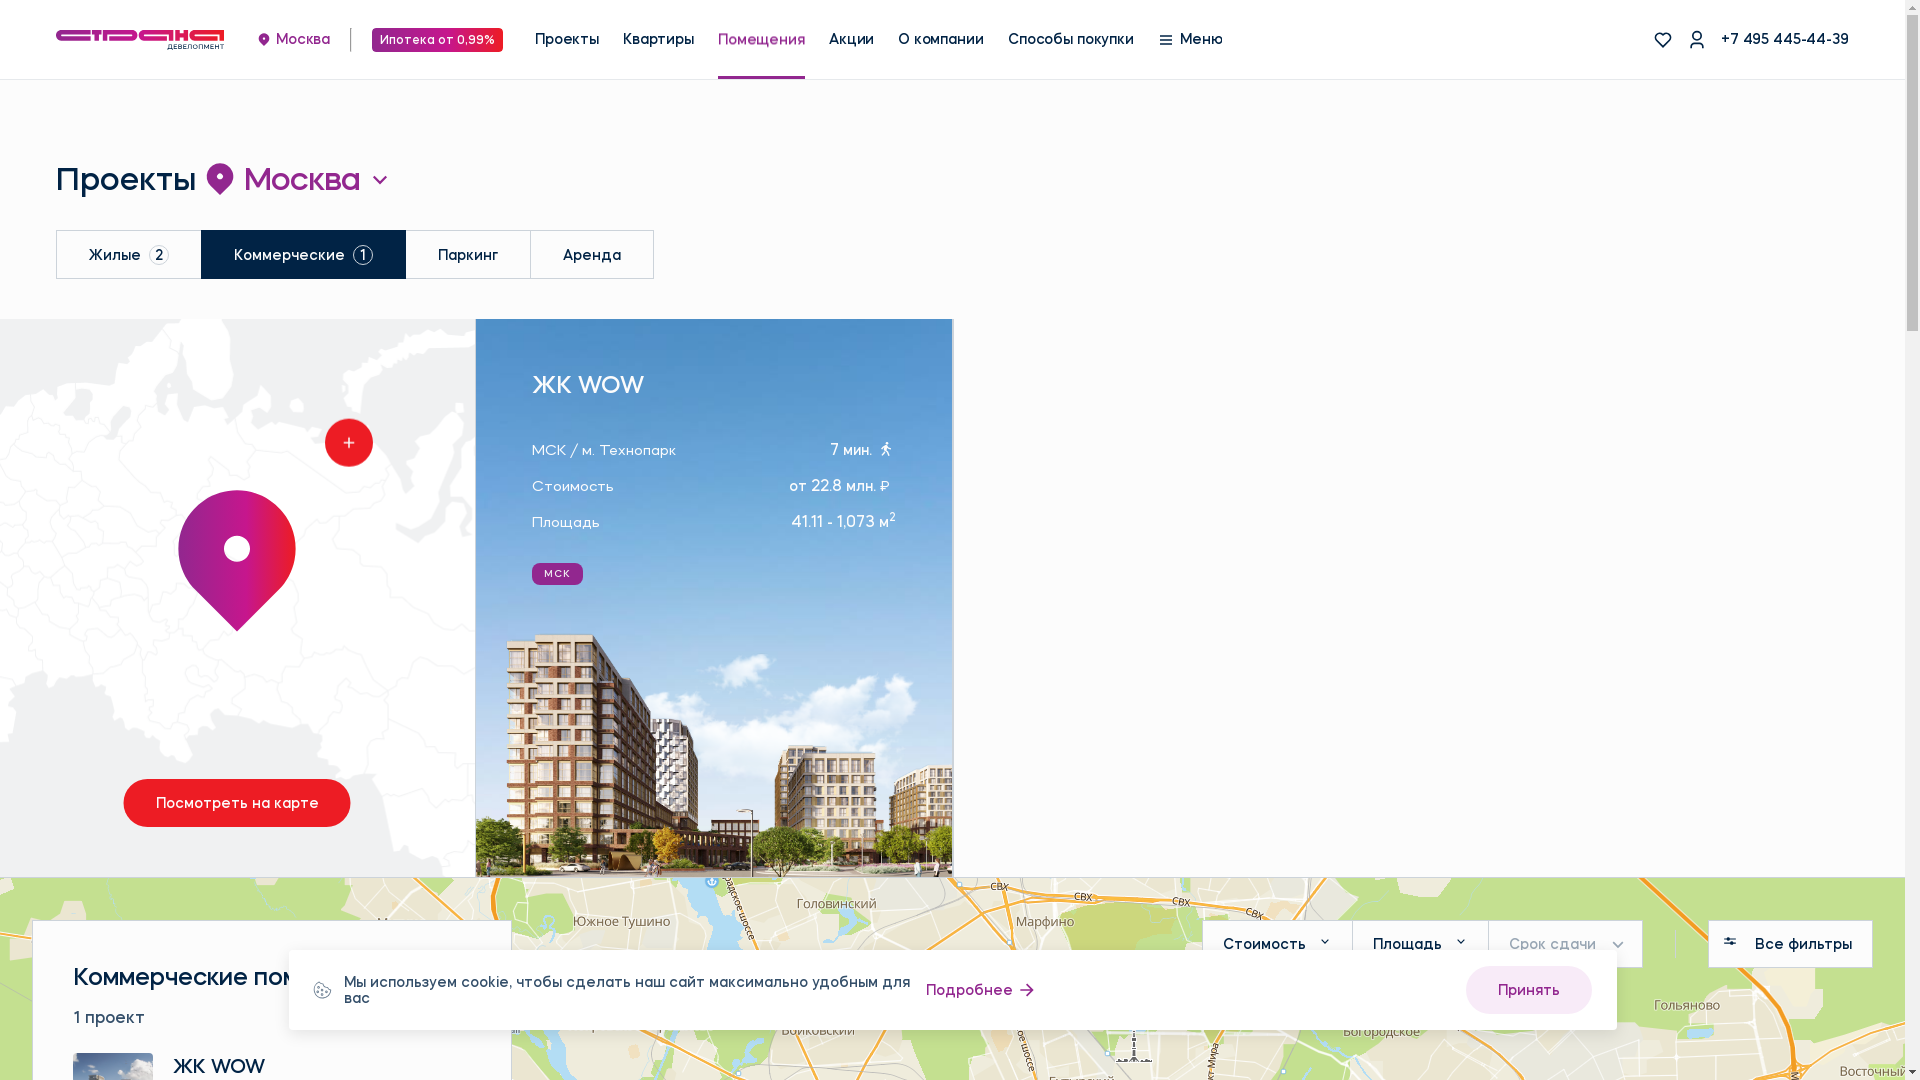 СТРАНА
ДЕВЕЛОПМЕНТ
Москва
Ипотека от 0,99%
Проекты
Квартиры
Помещения
Акции
О компании
Способы покупки
Меню
+7 495 445-44-39
Проекты Москва
Жилые 2
Коммерческие 1
Паркинг
Аренда
Посмотреть на карте
ЖК WOW
МСК / м. Технопарк 7 мин.
Стоимость от 22.8 млн. ₽
Площадь 41.11 - 1,073 м2
МСК
Южное Тушино
Головинский
Марфино
СВХ
СВХ
СВХ
СВХ
Стоимость
Площадь
Срок сдачи
Все фильтры
Коммерческие пом
1 проект
ЖК WOW
Мы используем cookie, чтобы сделать наш сайт максимально удобным для
вас
Подробнее
Принять
Гольяново
Войковский
Богородское
Бутырский
Восточный